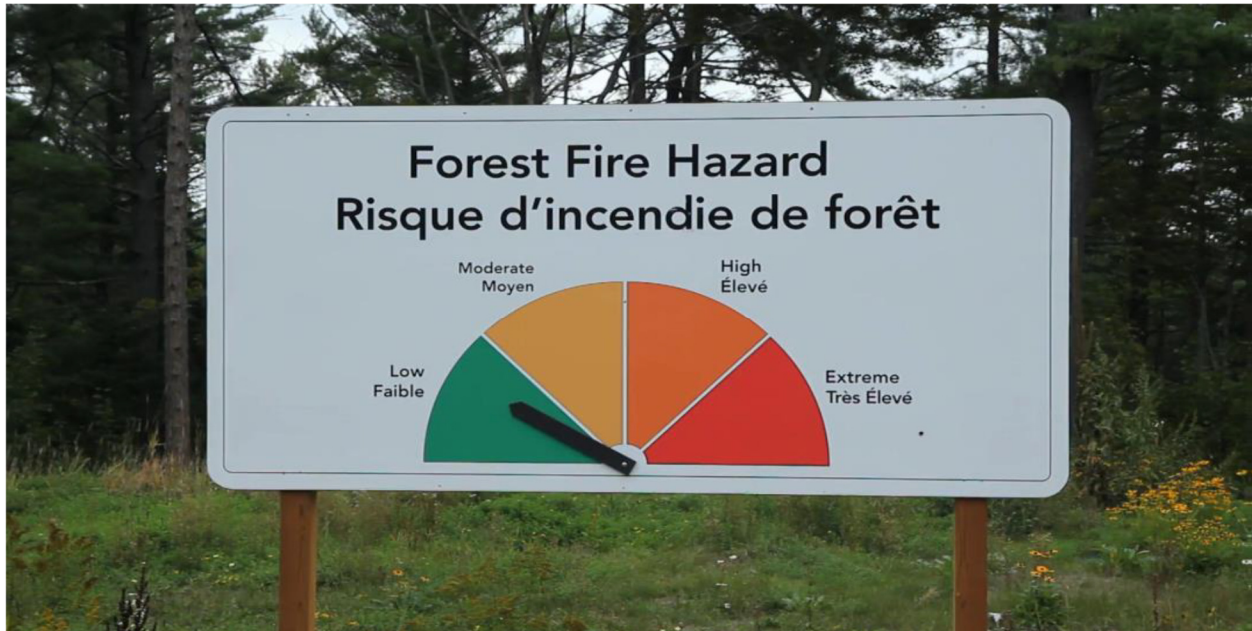 Forest Fire Hazard
Risque d’incendie de forêt
Moderate
Moyen
High
Élevé
Low
Faible
Extreme
Très Élevé